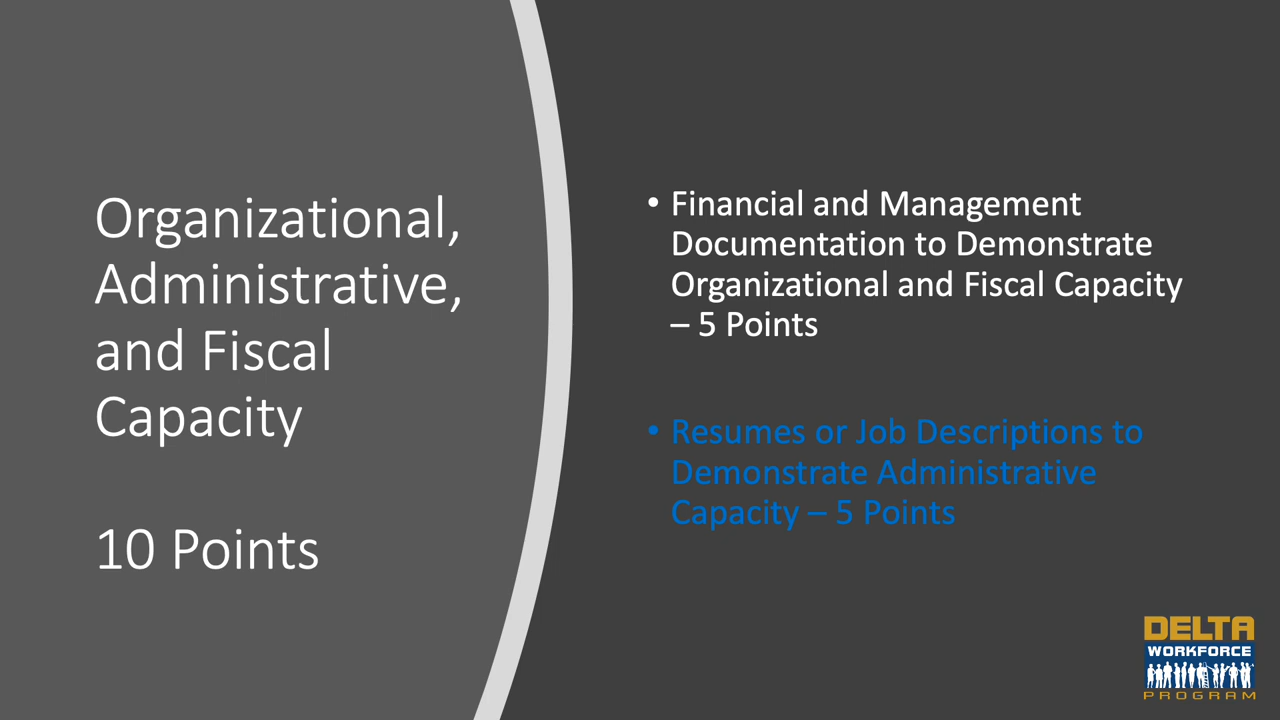 Organizational,
Administrative,
and Fiscal
Capacity
10 Points
• Financial and Management
Documentation to Demonstrate
Organizational and Fiscal Capacity
– 5 Points
• Resumes or Job Descriptions to
Demonstrate Administrative
Capacity – 5 Points
DELTA
WORKFORCE
PROGRAM